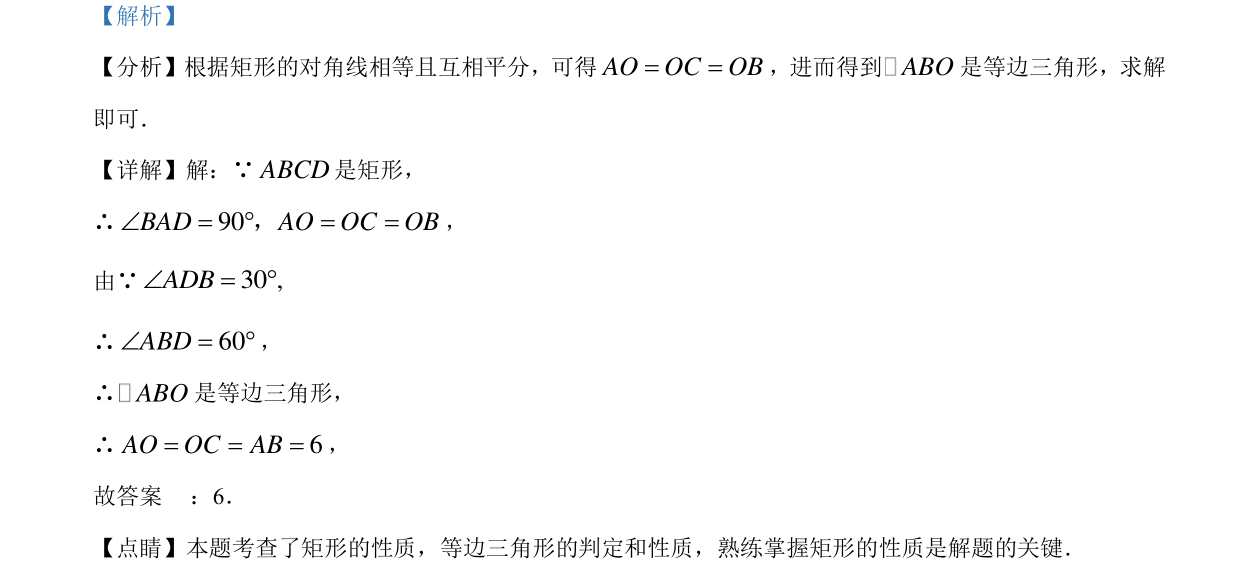 【解析】
【分析】根据矩形的对角线相等且互相平分，可得 AO = OC = OB ，进而得到□ABO 是等边三角形，求解
即可．
【详解】解：∵ ABCD 是矩形，
∴ ∠BAD = 90°，AO = OC = OB ，
由∵ ∠ADB = 30°,
∴ ∠ABD = 60° ，
∴□ABO 是等边三角形，
∴ AO = OC = AB = 6 ，
故答案 ：6．
【点睛】本题考查了矩形的性质，等边三角形的判定和性质，熟练掌握矩形的性质是解题的关键．